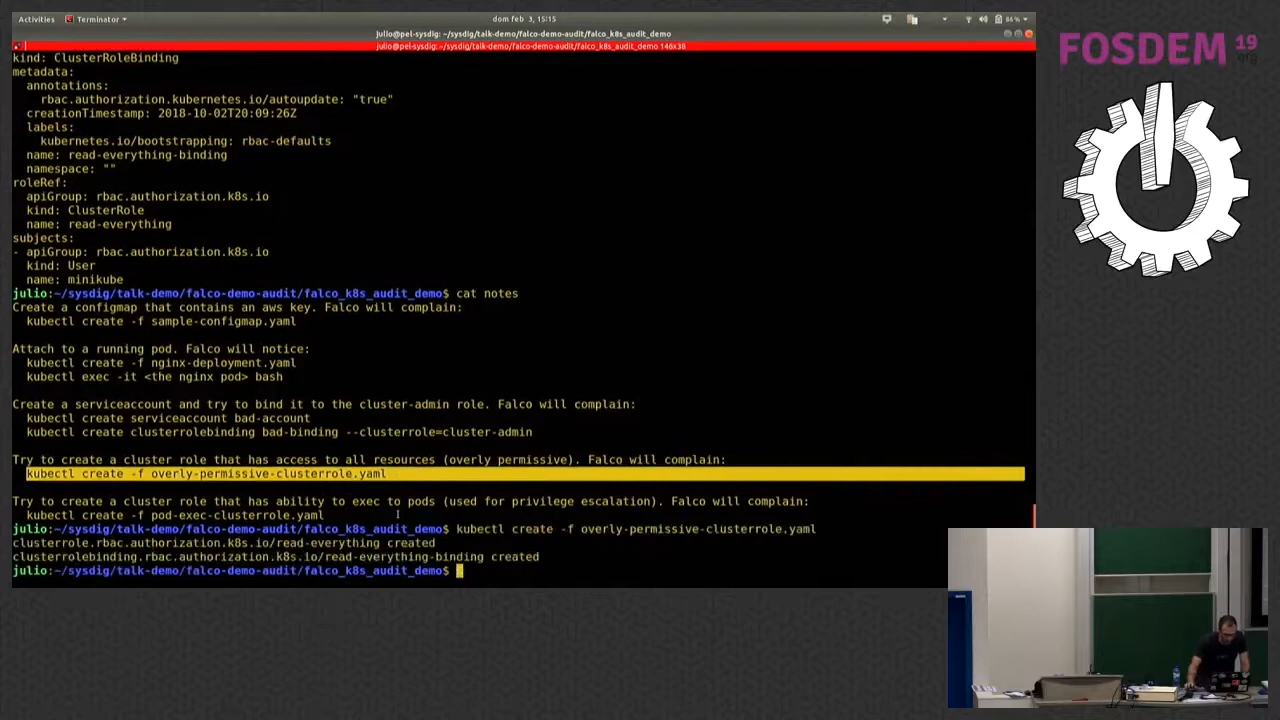 Activities Terminator dom feb 3, 15:15 86%
julio@pel-sysdig: ~/sysdig/talk-demo/falco-demo-audit/falco_k8s_audit_demo
julio@pel-sysdig: ~/sysdig/talk-demo/falco-demo-audit/falco_k8s_audit_demo 146x38
kind: ClusterRoleBinding
metadata:
annotations:
rbac.authorization.kubernetes.io/autoupdate: "true"
creationTimestamp: 2018-10-02T20:09:26Z
labels:
kubernetes.io/bootstrapping: rbac-defaults
name: read-everything-binding
namespace: ""
roleRef:
apiGroup: rbac.authorization.k8s.io
kind: ClusterRole
name: read-everything
subjects:
- apiGroup: rbac.authorization.k8s.io
kind: User
name: minikube
julio:~/sysdig/talk-demo/falco-demo-audit/falco_k8s_audit_demo$ cat notes
Create a configmap that contains an aws key. Falco will complain:
kubectl create -f sample-configmap.yaml
Attach to a running pod. Falco will notice:
kubectl create -f nginx-deployment.yaml
kubectl exec -it <the nginx pod> bash
Create a serviceaccount and try to bind it to the cluster-admin role. Falco will complain:
kubectl create serviceaccount bad-account
kubectl create clusterrolebinding bad-binding --clusterrole=cluster-admin
Try to create a cluster role that has access to all resources (overly permissive). Falco will complain:
kubectl create -f overly-permissive-clusterrole.yaml
Try to create a cluster role that has ability to exec to pods (used for privilege escalation). Falco will complain:
kubectl create -f pod-exec-clusterrole.yaml
julio:~/sysdig/talk-demo/falco-demo-audit/falco_k8s_audit_demo$ kubectl create -f overly-permissive-clusterrole.yaml
clusterrole.rbac.authorization.k8s.io/read-everything created
clusterrolebinding.rbac.authorization.k8s.io/read-everything-binding created
julio:~/sysdig/talk-demo/falco-demo-audit/falco_k8s_audit_demo$
FOSDEM 19
.org